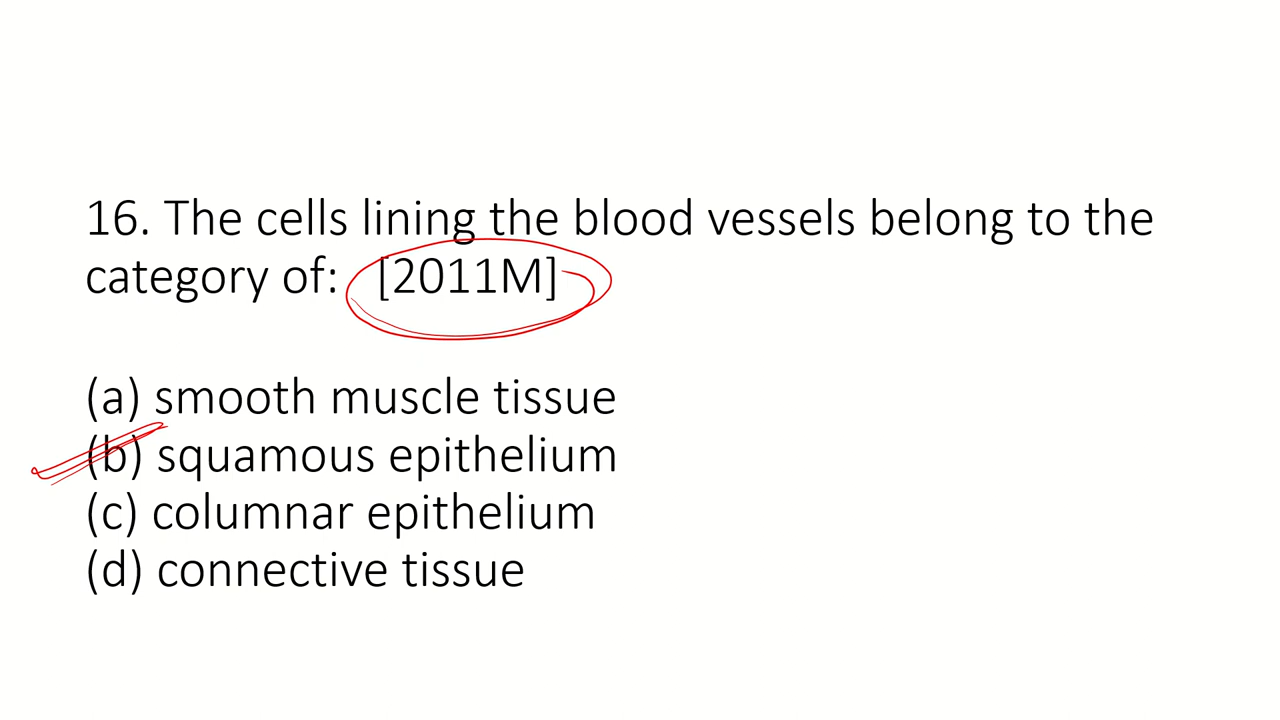 16. The cells lining the blood vessels belong to the
category of: [2011M]
(a) smooth muscle tissue
(b) squamous epithelium
(c) columnar epithelium
(d) connective tissue